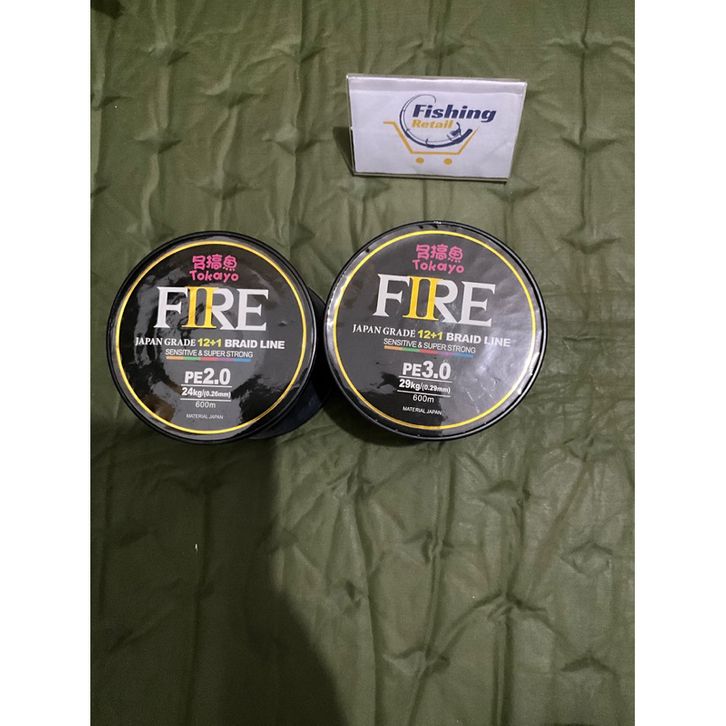 Fishing
Retail
Tokayo
FIIRE
JAPAN GRADE 12+1 BRAID LINE
SENSITIVE & SUPER STRONG
PE2.0
24kg/(0.26mm)
600m
MATERIAL JAPAN
Tokayo
FIIRE
JAPAN GRADE 12+1 BRAID LINE
SENSITIVE & SUPER STRONG
PE3.0
29kg/(0.29mm)
600m
MATERIAL JAPAN